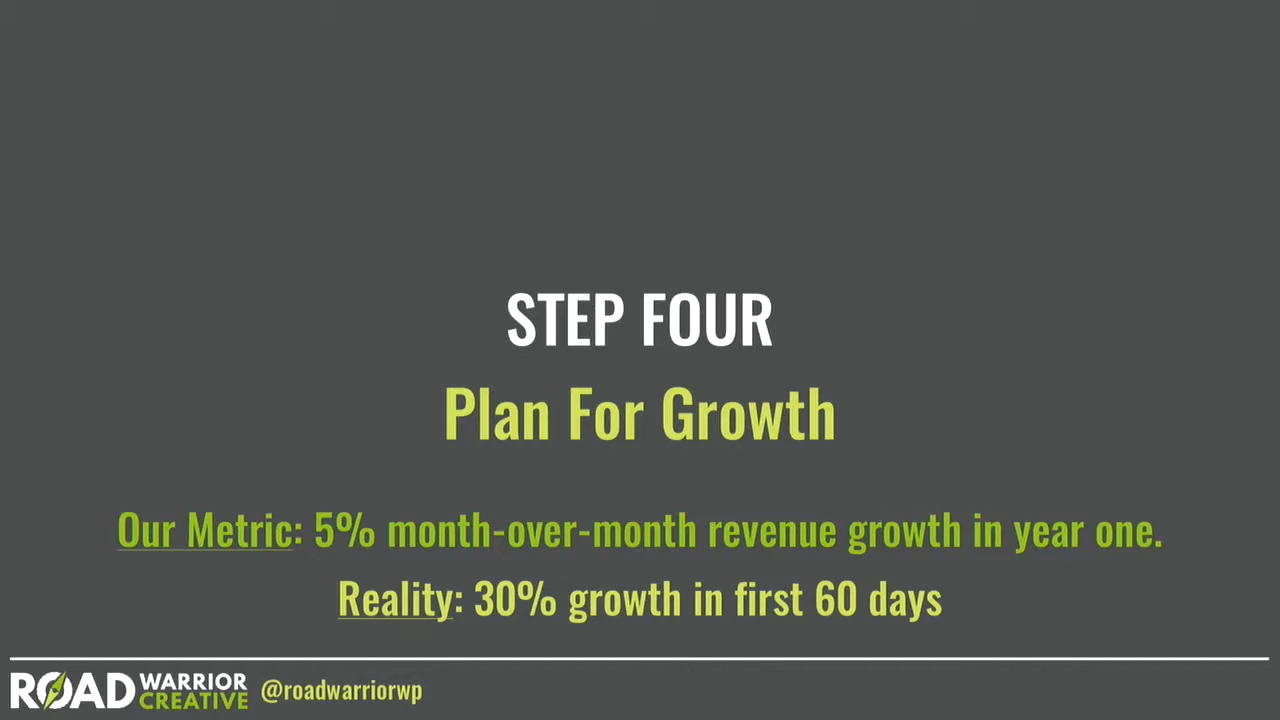 STEP FOUR
Plan For Growth
Our Metric: 5% month-over-month revenue growth in year one.
Reality: 30% growth in first 60 days
ROAD WARRIOR CREATIVE @roadwarriorwp